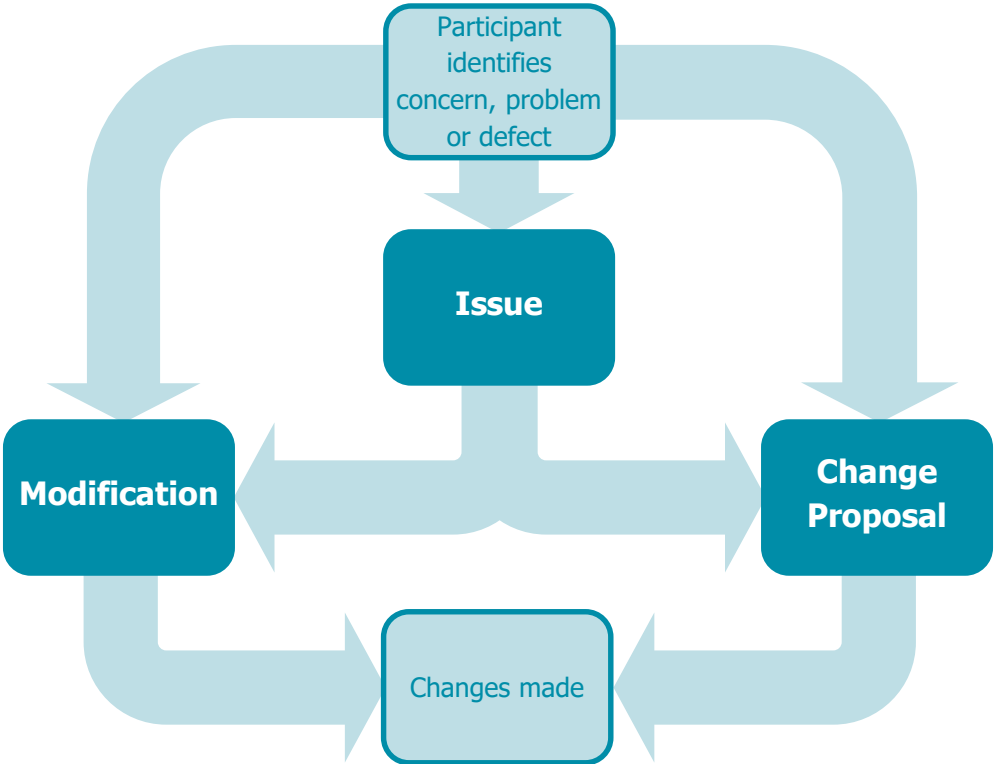 Participant
identifies
concern, problem
or defect
Issue
Modification
Change
Proposal
Changes made